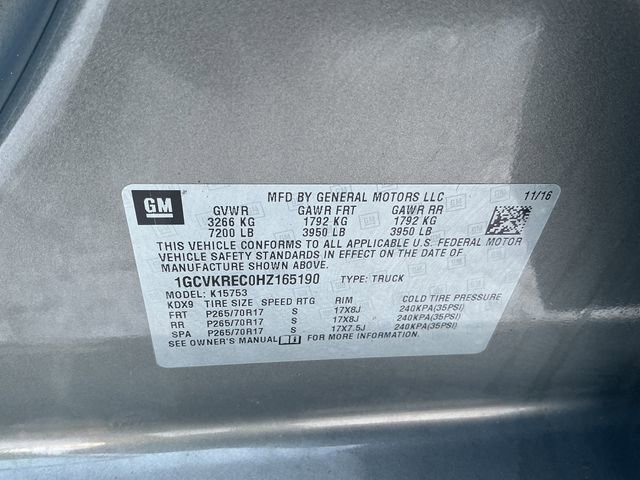 GM
MFD BY GENERAL MOTORS LLC 11/16
GVWR GAWR FRT GAWR RR
3266 KG 1792 KG 1792 KG
7200 LB 3950 LB 3950 LB
THIS VEHICLE CONFORMS TO ALL APPLICABLE U.S. FEDERAL MOTOR
VEHICLE SAFETY STANDARDS IN EFFECT ON THE DATE OF
MANUFACTURE SHOWN ABOVE.
1GCVKREC0HZ165190 TYPE: TRUCK
MODEL: K15753
KDX9 TIRE SIZE SPEED RTG RIM COLD TIRE PRESSURE
FRT P265/70R17 S 17X8J 240KPA(35PSI)
RR P265/70R17 S 17X8J 240KPA(35PSI)
SPA P265/70R17 S 17X7.5J 240KPA(35PSI)
SEE OWNER'S MANUAL FOR MORE INFORMATION.